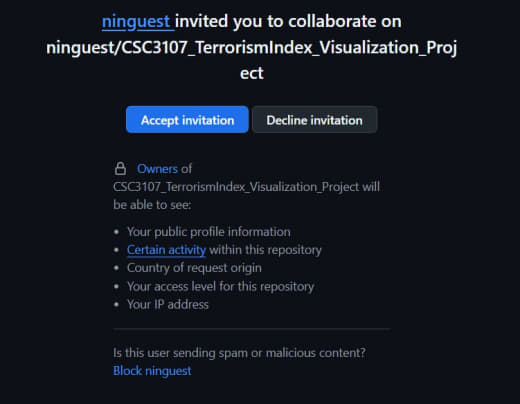 ninguest invited you to collaborate on
ninguest/CSC3107_TerrorismIndex_Visualization_Proj
ect
Accept invitation
Decline invitation
Owners of
CSC3107_TerrorismIndex_Visualization_Project will
be able to see:
• Your public profile information
• Certain activity within this repository
• Country of request origin
• Your access level for this repository
• Your IP address
Is this user sending spam or malicious content?
Block ninguest